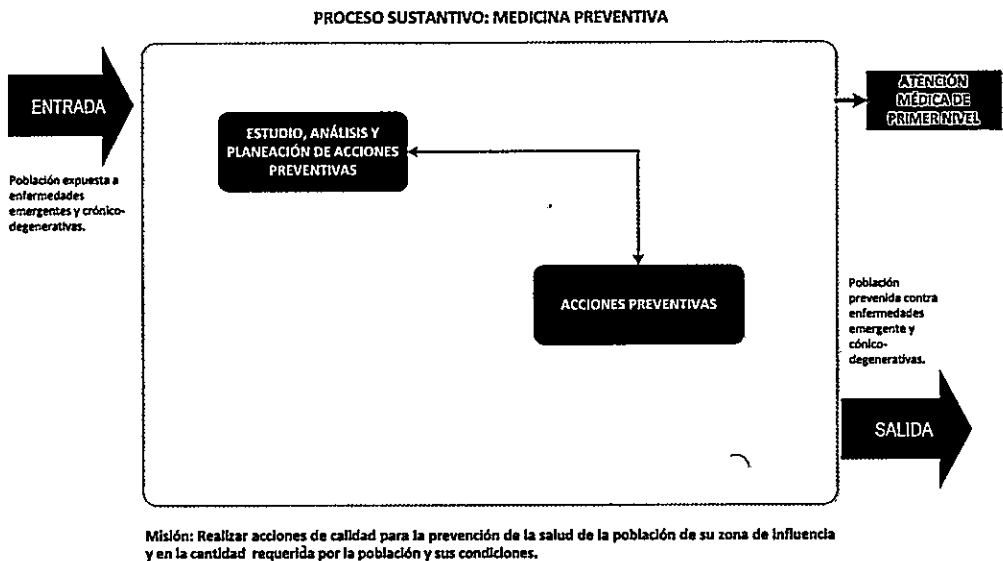 PROCESO SUSTANTIVO: MEDICINA PREVENTIVA
ENTRADA
Población expuesta a
enfermedades
emergentes y crónico-
degenerativas.
ESTUDIO, ANÁLISIS Y
PLANEACIÓN DE ACCIONES
PREVENTIVAS
ACCIONES PREVENTIVAS
ATENCIÓN
MÉDICA DE
PRIMER NIVEL
Población
prevenida contra
enfermedades
emergente y
cónico-
degenerativas.
SALIDA
Misión: Realizar acciones de calidad para la prevención de la salud de la población de su zona de influencia
y en la cantidad requerida por la población y sus condiciones.